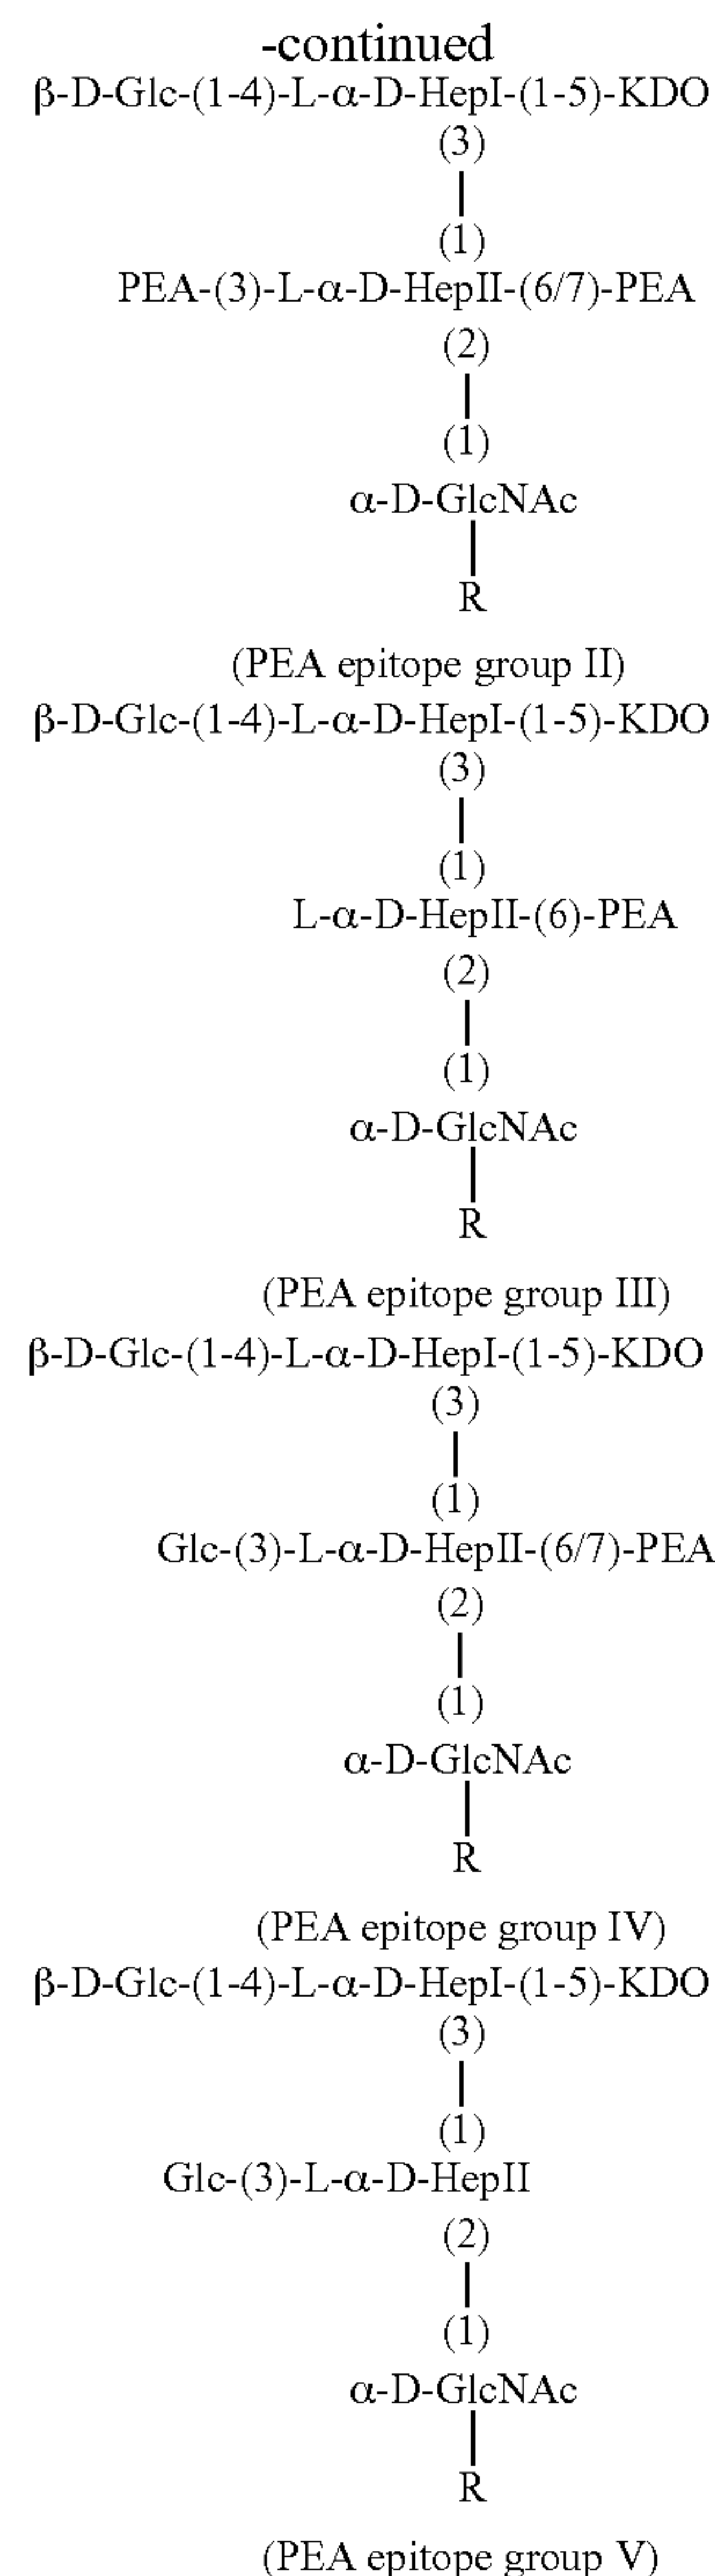 -continued
β-D-Glc-(1-4)-L-α-D-HepI-(1-5)-KDO
(3)
(1)
PEA-(3)-L-α-D-HepII-(6/7)-PEA
(2)
(1)
α-D-GlcNAc
R
(PEA epitope group II)
β-D-Glc-(1-4)-L-α-D-HepI-(1-5)-KDO
(3)
(1)
L-α-D-HepII-(6)-PEA
(2)
(1)
α-D-GlcNAc
R
(PEA epitope group III)
β-D-Glc-(1-4)-L-α-D-HepI-(1-5)-KDO
(3)
(1)
Glc-(3)-L-α-D-HepII-(6/7)-PEA
(2)
(1)
α-D-GlcNAc
R
(PEA epitope group IV)
β-D-Glc-(1-4)-L-α-D-HepI-(1-5)-KDO
(3)
(1)
Glc-(3)-L-α-D-HepII
(2)
(1)
α-D-GlcNAc
R
(PEA epitope group V)